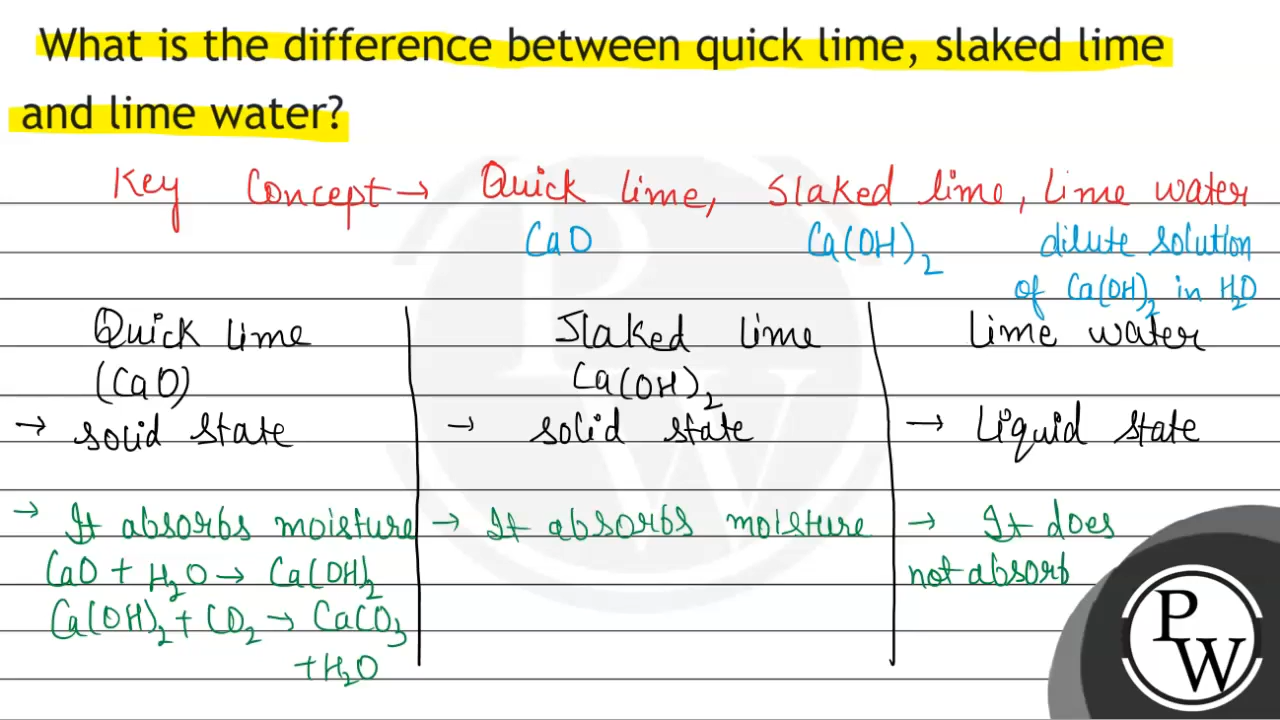 What is the difference between quick lime, slaked lime
and lime water?
Key Concept → Quick lime, Slaked lime, Lime water
CaO Ca(OH)₂ dilute solution
of Ca(OH)₂ in H₂O
Quick lime Slaked lime Lime water
(CaO) Ca(OH)₂
→ solid state → solid state → Liquid state
→ It absorbs moisture → It absorbs moisture → It does
CaO + H₂O → Ca(OH)₂ not absorb
Ca(OH)₂ + CO₂ → CaCO₃
+ H₂O
P
W